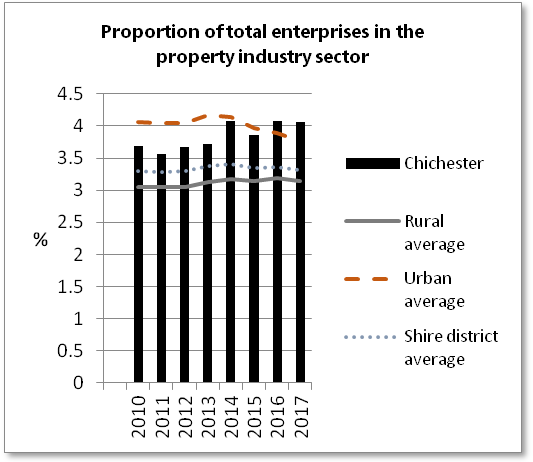 Proportion of total enterprises in the
property industry sector
4.5
4
3.5
3
2.5
2
1.5
1
0.5
0
%
2010
2011
2012
2013
2014
2015
2016
2017
Chichester
Rural
average
Urban
average
Shire district
average